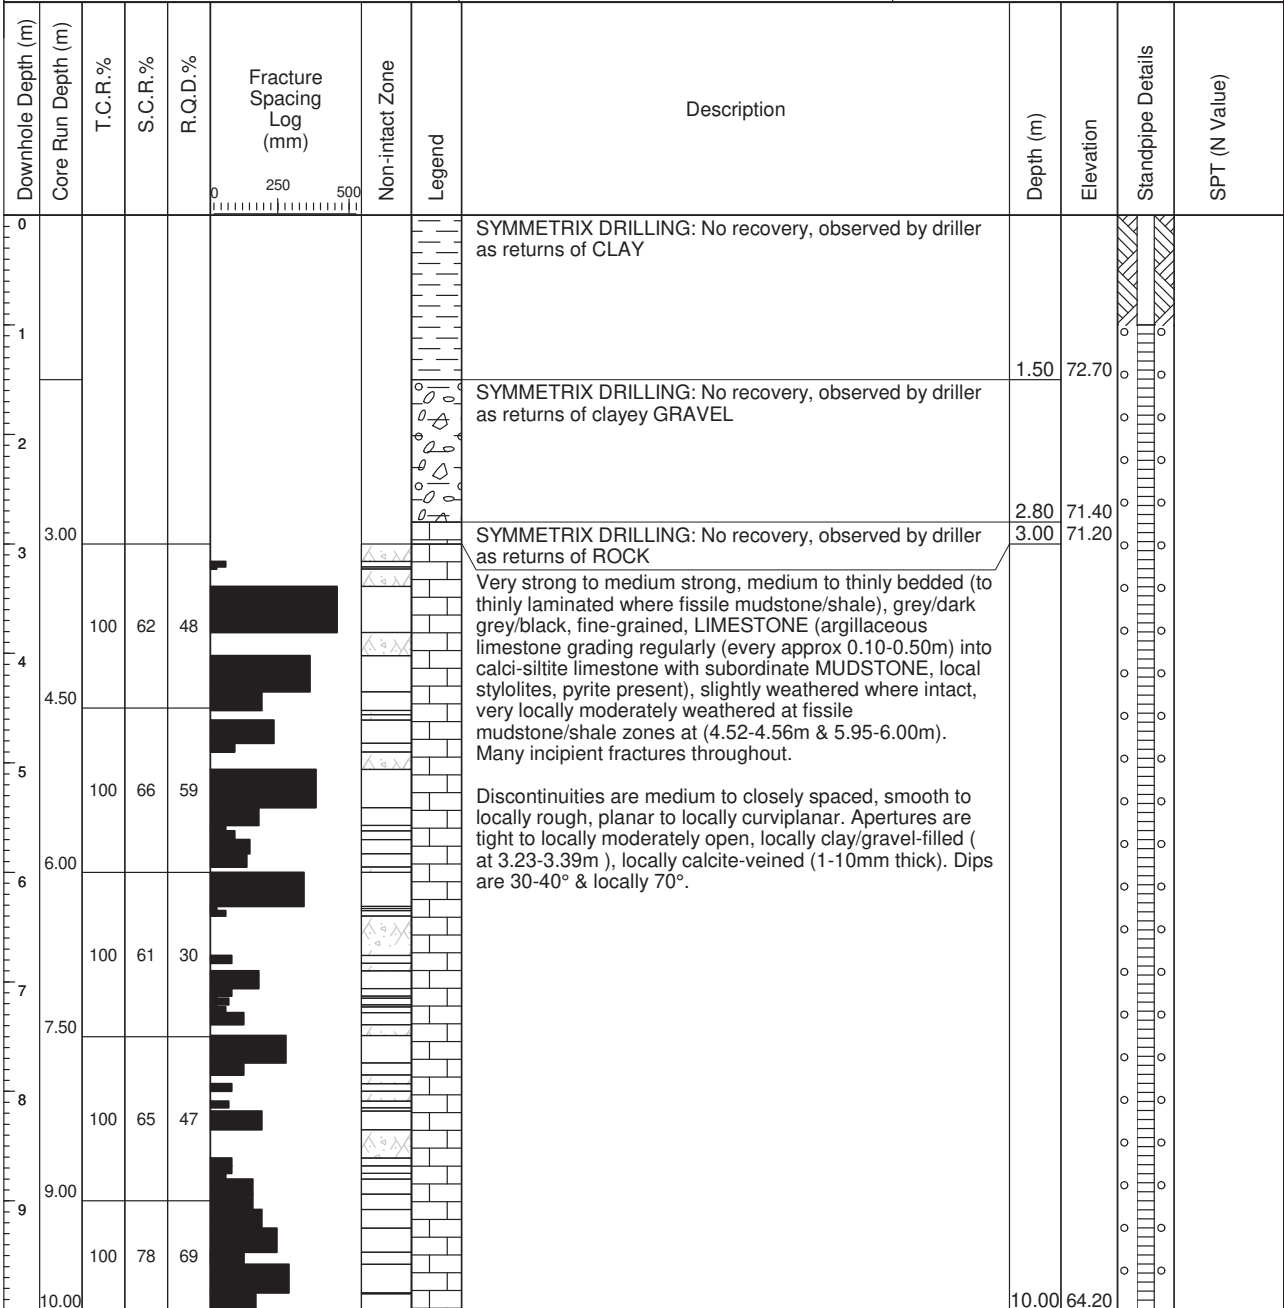 Downhole Depth (m)
Core Run Depth (m)
T.C.R.%
S.C.R.%
R.Q.D.%
Fracture
Spacing
Log
(mm)
0 250 500
Non-intact Zone
Legend
Description
Depth (m)
Elevation
Standpipe Details
SPT (N Value)
0
SYMMETRIX DRILLING: No recovery, observed by driller
as returns of CLAY
1
1.50 72.70
SYMMETRIX DRILLING: No recovery, observed by driller
as returns of clayey GRAVEL
2
2.80 71.40
3.00
SYMMETRIX DRILLING: No recovery, observed by driller
as returns of ROCK
3.00 71.20
3
Very strong to medium strong, medium to thinly bedded (to
thinly laminated where fissile mudstone/shale), grey/dark
grey/black, fine-grained, LIMESTONE (argillaceous
limestone grading regularly (every approx 0.10-0.50m) into
calci-siltite limestone with subordinate MUDSTONE, local
stylolites, pyrite present), slightly weathered where intact,
very locally moderately weathered at fissile
mudstone/shale zones at (4.52-4.56m & 5.95-6.00m).
Many incipient fractures throughout.
100 62 48
4
4.50
5
Discontinuities are medium to closely spaced, smooth to
locally rough, planar to locally curviplanar. Apertures are
tight to locally moderately open, locally clay/gravel-filled (
at 3.23-3.39m ), locally calcite-veined (1-10mm thick). Dips
are 30-40° & locally 70°.
100 66 59
6.00
6
100 61 30
7
7.50
8
100 65 47
9.00
9
100 78 69
10.00
10.00 64.20